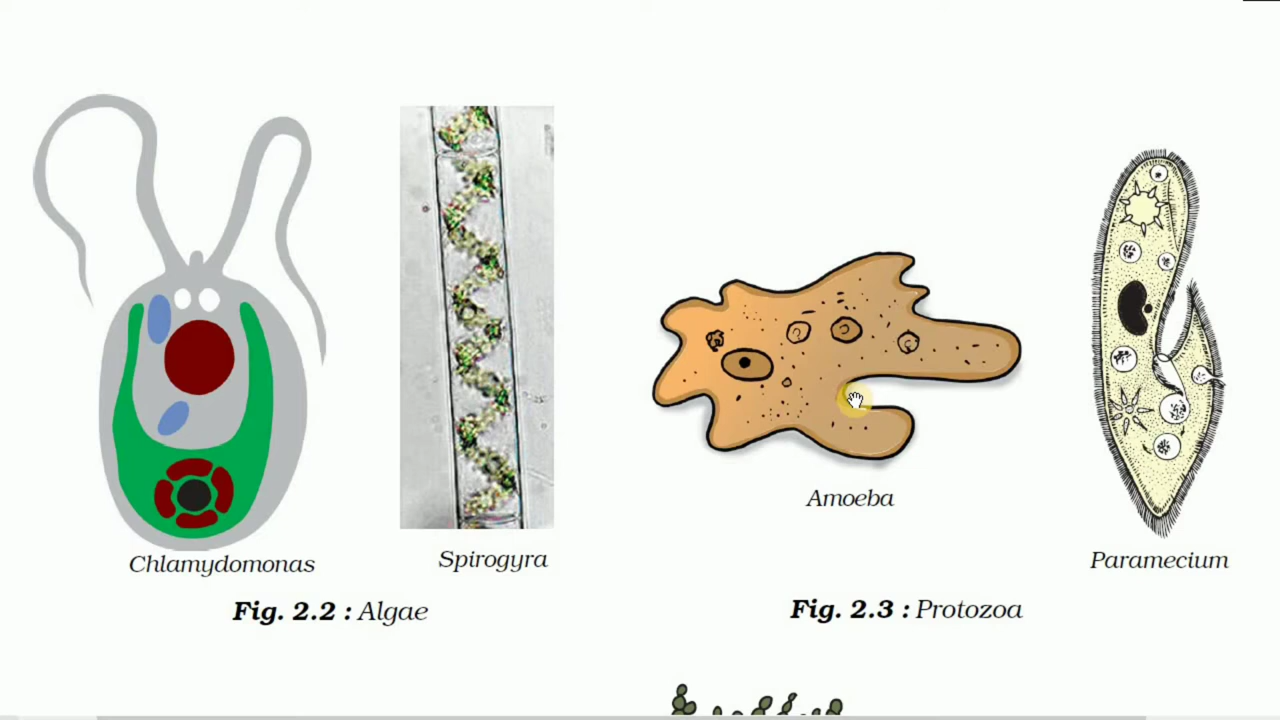 Chlamydomonas
Spirogyra
Fig. 2.2 : Algae
Amoeba
Paramecium
Fig. 2.3 : Protozoa